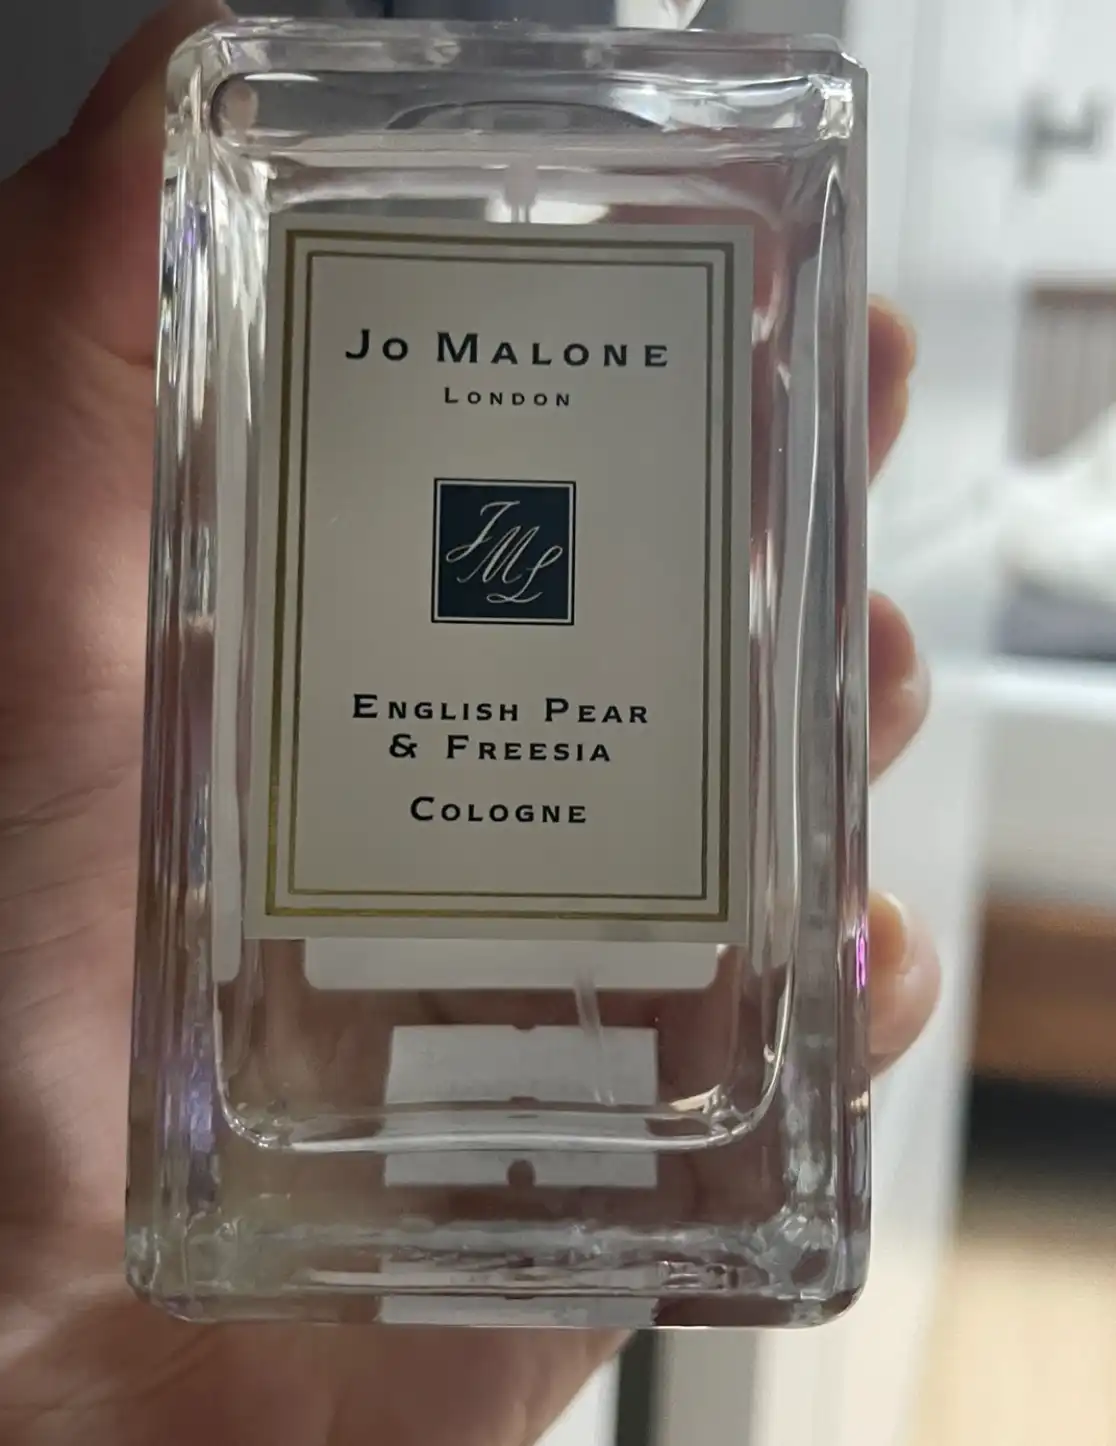 Jo Malone
London
JML
English Pear
& Freesia
Cologne